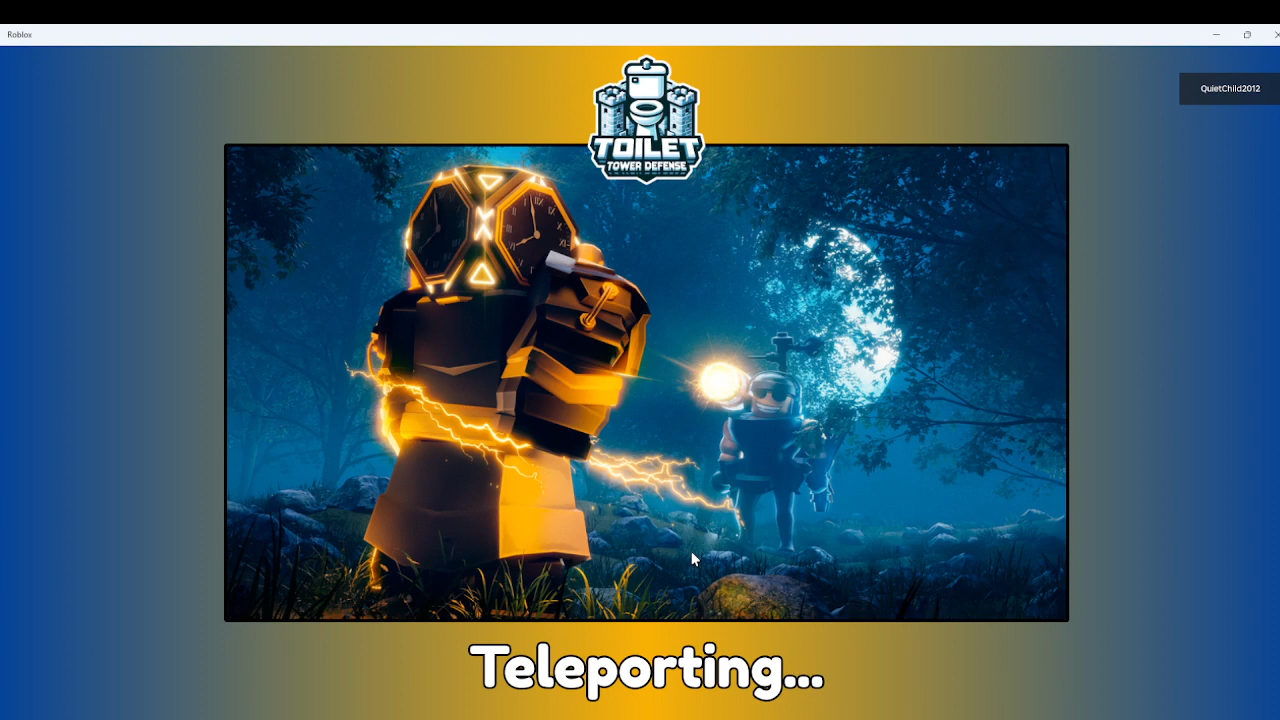 Roblox
QuietChild2012
TOILET
TOWER DEFENSE
Teleporting...